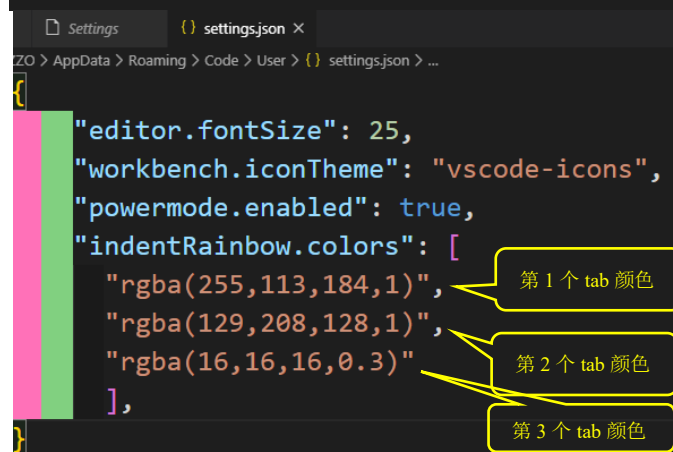 Settings
{ } settings.json ×
ZO > AppData > Roaming > Code > User > { } settings.json > ...
{
"editor.fontSize": 25,
"workbench.iconTheme": "vscode-icons",
"powermode.enabled": true,
"indentRainbow.colors": [
"rgba(255,113,184,1)",
第 1 个 tab 颜色
"rgba(129,208,128,1)",
第 2 个 tab 颜色
"rgba(16,16,16,0.3)"
],
第 3 个 tab 颜色
}